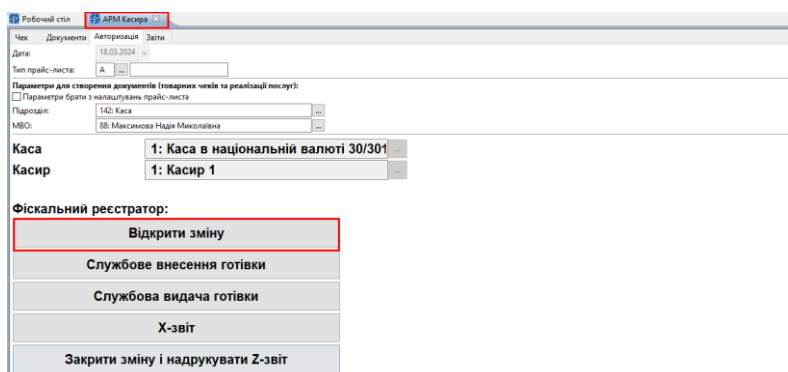 Робочий стіл АРМ Касира
Чек Документи Авторизація Звіти
Дата: 18.03.2024
Тип прайс-листа: А ...
Параметри для створення документів (товарних чеків та реалізації послуг):
Параметри брати з налаштувань прайс-листа
Підрозділ: 142: Каса ...
МВО: 88: Максимова Надія Миколаївна ...
Каса 1: Каса в національній валюті 30/301 ...
Касир 1: Касир 1 ...
Фіскальний реєстратор:
Відкрити зміну
Службове внесення готівки
Службова видача готівки
X-звіт
Закрити зміну і надрукувати Z-звіт